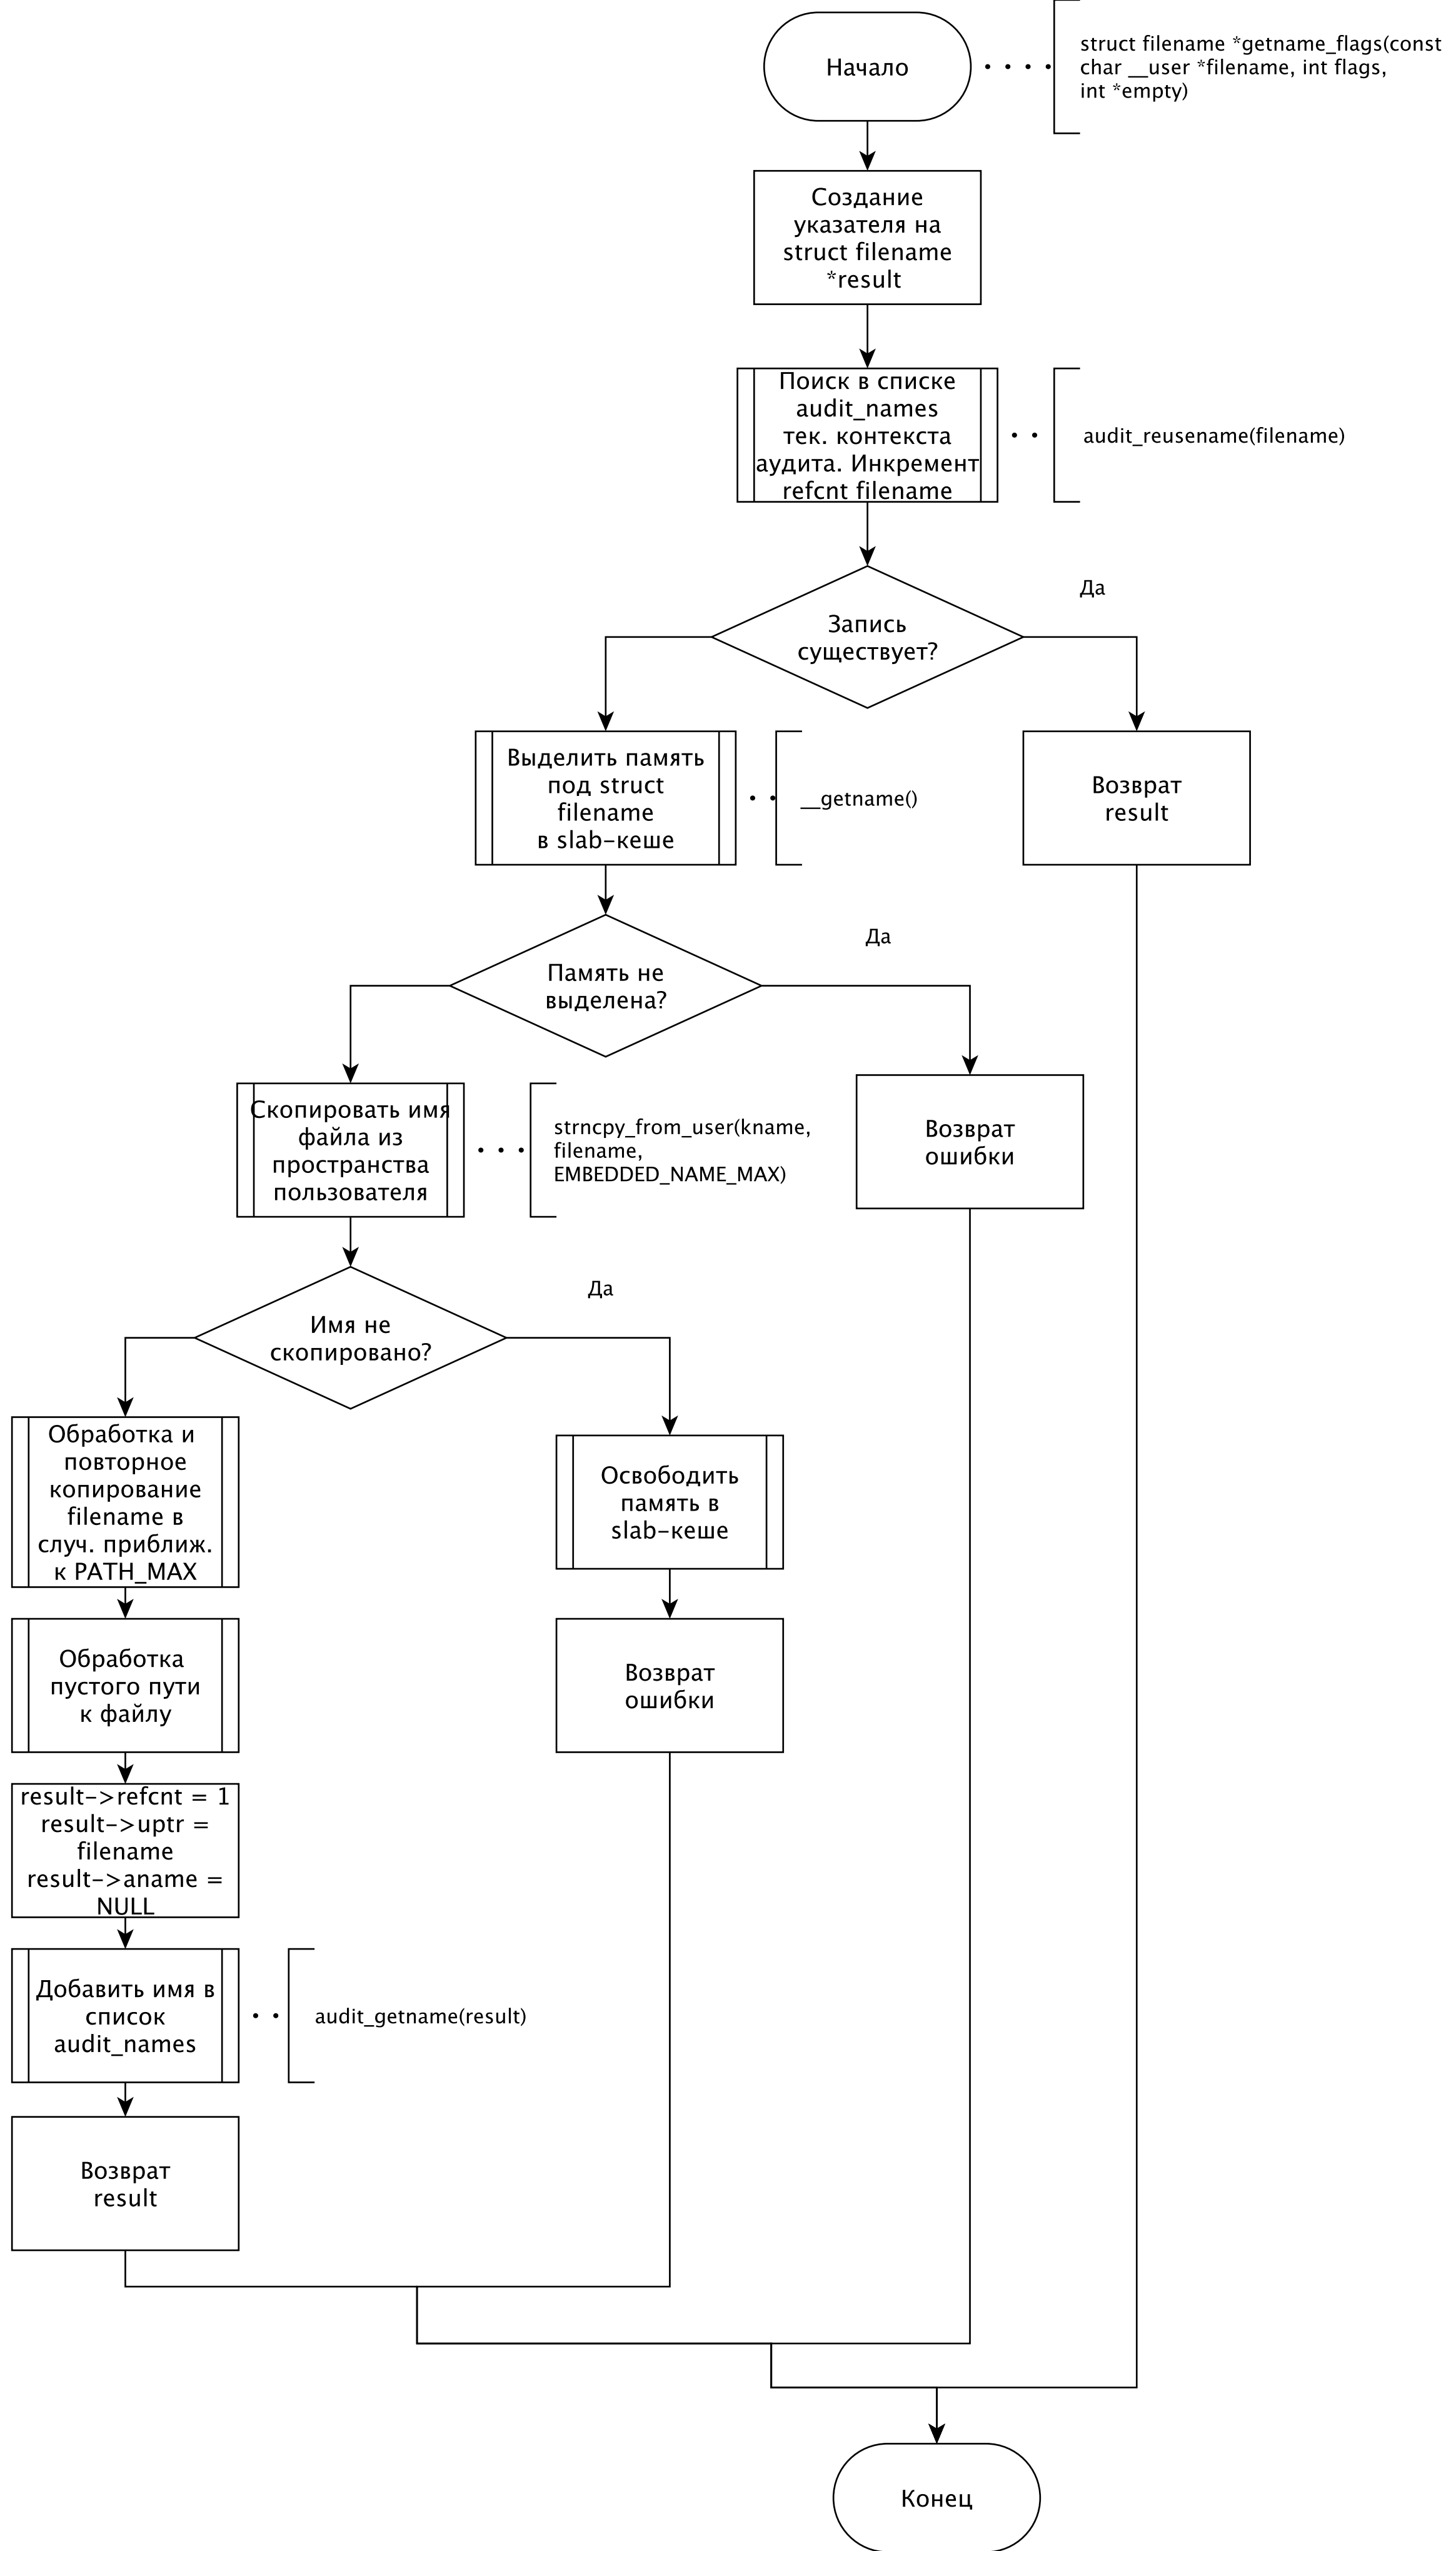 Начало
struct filename *getname_flags(const
char __user *filename, int flags,
int *empty)
Создание
указателя на
struct filename
*result
Поиск в списке
audit_names
тек. контекста
аудита. Инкремент
refcnt filename
audit_reusename(filename)
Запись
существует?
Да
Выделить память
под struct
filename
в slab-кеше
__getname()
Возврат
result
Память не
выделена?
Да
Скопировать имя
файла из
пространства
пользователя
strncpy_from_user(kname,
filename,
EMBEDDED_NAME_MAX)
Возврат
ошибки
Имя не
скопировано?
Да
Обработка и
повторное
копирование
filename в
случ. приближ.
к PATH_MAX
Освободить
память в
slab-кеше
Обработка
пустого пути
к файлу
Возврат
ошибки
result->refcnt = 1
result->uptr =
filename
result->aname =
NULL
Добавить имя в
список
audit_names
audit_getname(result)
Возврат
result
Конец